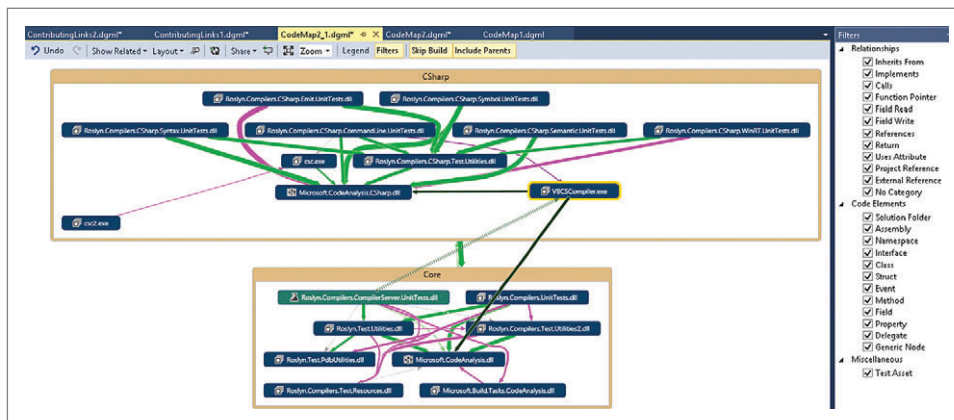 ContributingLinks2.dgml* ContributingLinks1.dgml* CodeMap2_1.dgml* CodeMap2.dgml* CodeMap1.dgml
Undo Show Related Layout Share Zoom Legend Filters Skip Build Include Parents
CSharp
Roslyn.Compilers.CSharp.Emit.UnitTests.dll Roslyn.Compilers.CSharp.Symbol.UnitTests.dll
Roslyn.Compilers.CSharp.Syntax.UnitTests.dll Roslyn.Compilers.CSharp.CommandLine.UnitTests.dll Roslyn.Compilers.CSharp.Semantic.UnitTests.dll Roslyn.Compilers.CSharp.WinRT.UnitTests.dll
csc.exe Roslyn.Compilers.CSharp.Test.Utilities.dll
Microsoft.CodeAnalysis.CSharp.dll VBCSCompiler.exe
csc2.exe
Core
Roslyn.Compilers.CompilerServer.UnitTests.dll Roslyn.Compilers.UnitTests.dll
Roslyn.Test.Utilities.dll Roslyn.Compilers.Test.Utilities2.dll
Roslyn.Test.PdbUtilities.dll Microsoft.CodeAnalysis.dll
Roslyn.Compilers.Test.Resources.dll Microsoft.Build.Tasks.CodeAnalysis.dll
Filters
Relationships
Inherits From
Implements
Calls
Function Pointer
Field Read
Field Write
References
Return
Uses Attribute
Project Reference
External Reference
No Category
Code Elements
Solution Folder
Assembly
Namespace
Interface
Class
Struct
Event
Method
Field
Property
Delegate
Generic Node
Miscellaneous
Test Asset